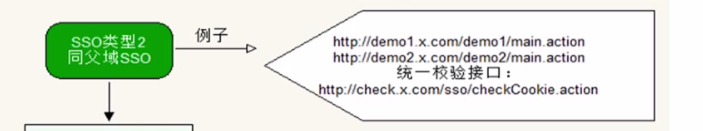 SSO类型2
同父域SSO
例子
http://demo1.x.com/demo1/main.action
http://demo2.x.com/demo2/main.action
统一校验接口：
http://check.x.com/sso/checkCookie.action